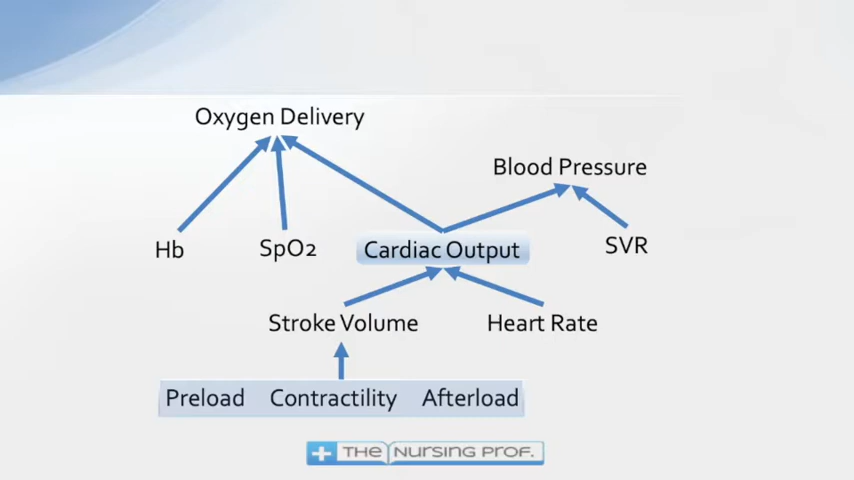 Oxygen Delivery
Blood Pressure
Hb
SpO2
Cardiac Output
SVR
Stroke Volume
Heart Rate
Preload Contractility Afterload
THE NURSING PROF.